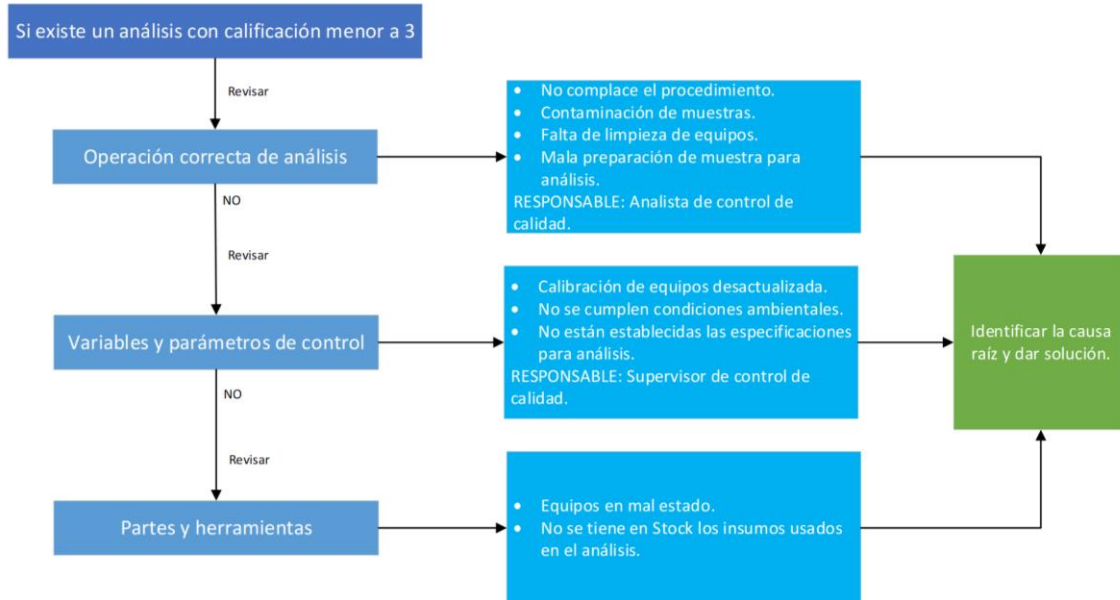 Si existe un análisis con calificación menor a 3
Revisar
Operación correcta de análisis
• No complace el procedimiento.
• Contaminación de muestras.
• Falta de limpieza de equipos.
• Mala preparación de muestra para
análisis.
RESPONSABLE: Analista de control de
calidad.
NO
Revisar
Variables y parámetros de control
• Calibración de equipos desactualizada.
• No se cumplen condiciones ambientales.
• No están establecidas las especificaciones
para análisis.
RESPONSABLE: Supervisor de control de
calidad.
Identificar la causa
raíz y dar solución.
NO
Revisar
Partes y herramientas
• Equipos en mal estado.
• No se tiene en Stock los insumos usados
en el análisis.